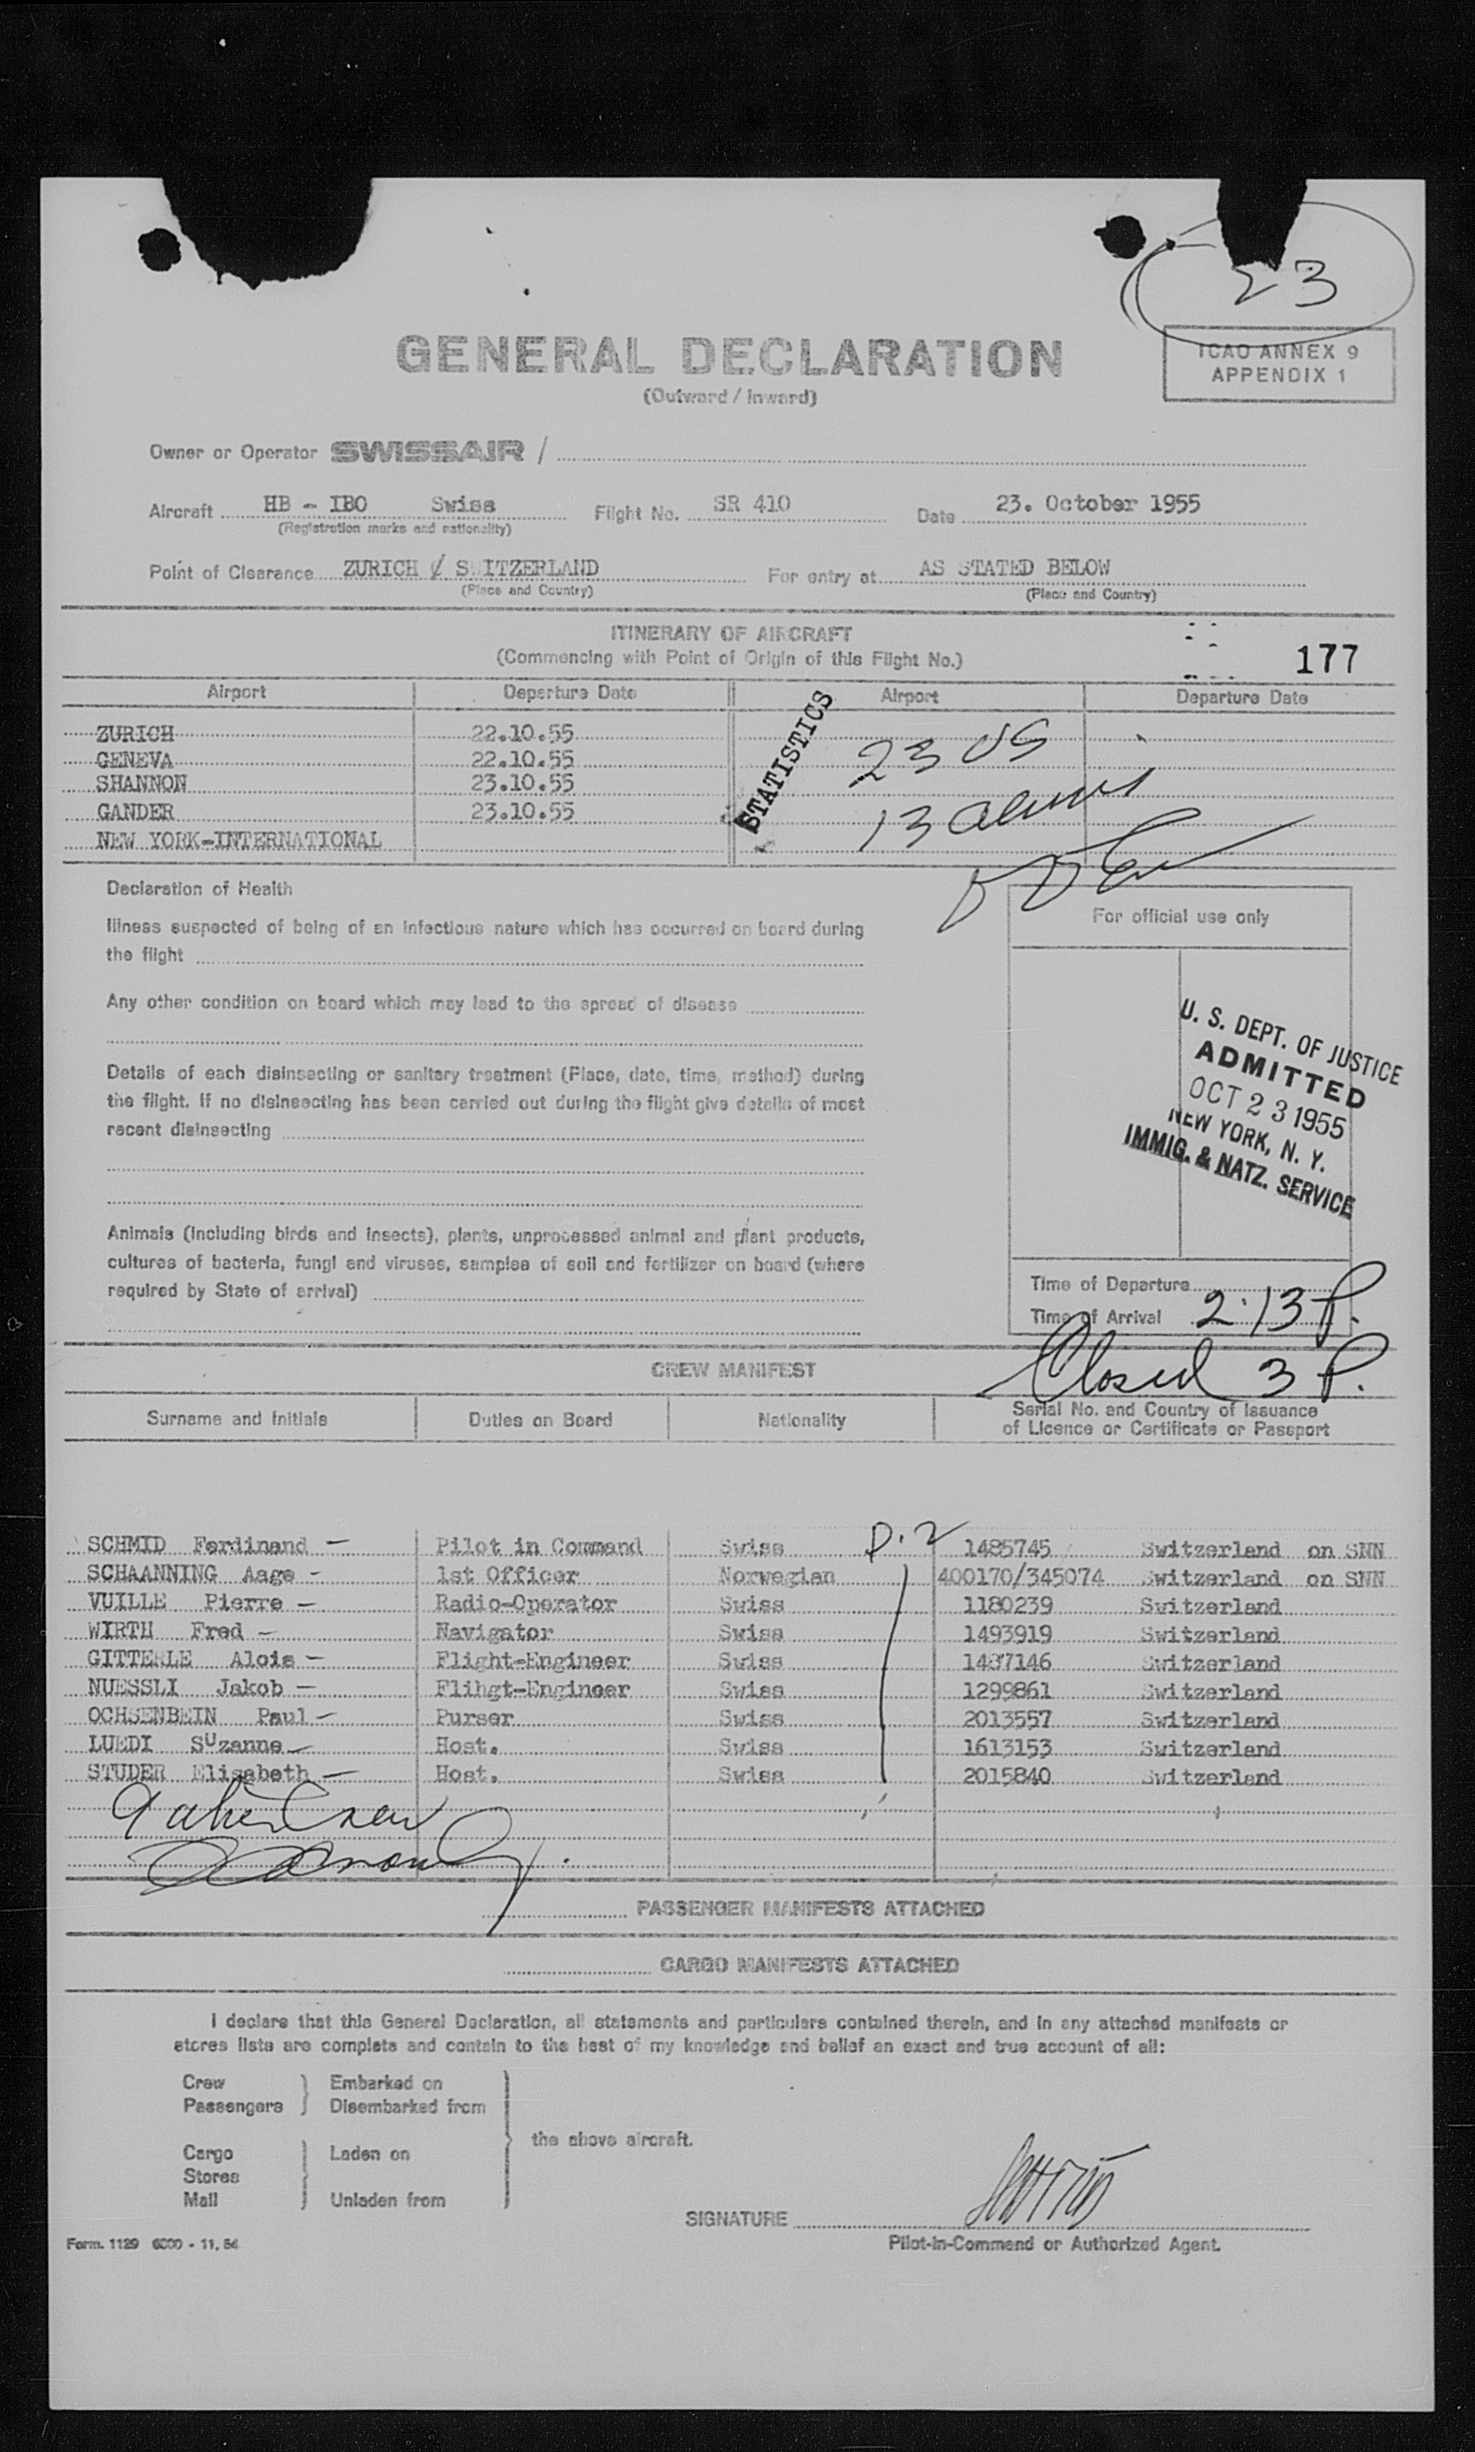 23
GENERAL DECLARATION
(Outward / Inward)
ICAO ANNEX 9
APPENDIX 1
Owner or Operator SWISSAIR /
Aircraft HB - IBO Swiss Flight No. SR 410 Date 23. October 1955
(Registration marks and nationality)
Point of Clearance ZURICH / S ITZERLAND For entry at AS STATED BELOW
(Place and Country) (Place and Country)
ITINERARY OF AIRCRAFT
(Commencing with Point of Origin of this Flight No.)
177
Airport Departure Date Airport Departure Date
STATISTICS
ZURICH 22.10.55
GENEVA 22.10.55
SHANNON 23.10.55
GANDER 23.10.55
NEW YORK-INTERNATIONAL
23 US
13 aliens
Declaration of Health
Illness suspected of being of an infectious nature which has occurred on board during
the flight
Any other condition on board which may lead to the spread of disease
Details of each disinsecting or sanitary treatment (Place, date, time, method) during
the flight. If no disinsecting has been carried out during the flight give details of most
recent disinsecting
Animals (including birds and insects), plants, unprocessed animal and plant products,
cultures of bacteria, fungi and viruses, samples of soil and fertilizer on board (where
required by State of arrival)
For official use only
U. S. DEPT. OF JUSTICE
ADMITTED
OCT 23 1955
NEW YORK, N. Y.
IMMIG. & NATZ. SERVICE
Time of Departure
Time of Arrival 2:13 P.
Closed 3 P.
CREW MANIFEST
Surname and Initials Duties on Board Nationality Serial No. and Country of Issuance
of Licence or Certificate or Passport
P.2
SCHMID Ferdinand - Pilot in Command Swiss 1485745 Switzerland on SNN
SCHAANNING Aage - 1st Officer Norwegian 400170/345074 Switzerland on SNN
VUILLE Pierre - Radio-Operator Swiss 1180239 Switzerland
WIRTH Fred - Navigator Swiss 1493919 Switzerland
GITTERLE Alois - Flight-Engineer Swiss 1487146 Switzerland
NUESSLI Jakob - Flihgt-Engineer Swiss 1299861 Switzerland
OCHSENBEIN Paul - Purser Swiss 2013557 Switzerland
LUEDI SUzanne - Host. Swiss 1613153 Switzerland
STUDER Elisabeth - Host. Swiss 2015840 Switzerland
9 alien Crew
PASSENGER MANIFESTS ATTACHED
CARGO MANIFESTS ATTACHED
I declare that this General Declaration, all statements and particulars contained therein, and in any attached manifests or
stores lists are complete and contain to the best of my knowledge and belief an exact and true account of all:
Crew Embarked on
Passengers Disembarked from
the above aircraft.
Cargo Laden on
Stores
Mail Unladen from
SIGNATURE
Pilot-in-Command or Authorized Agent.
Form. 1129 6000 - 11.54